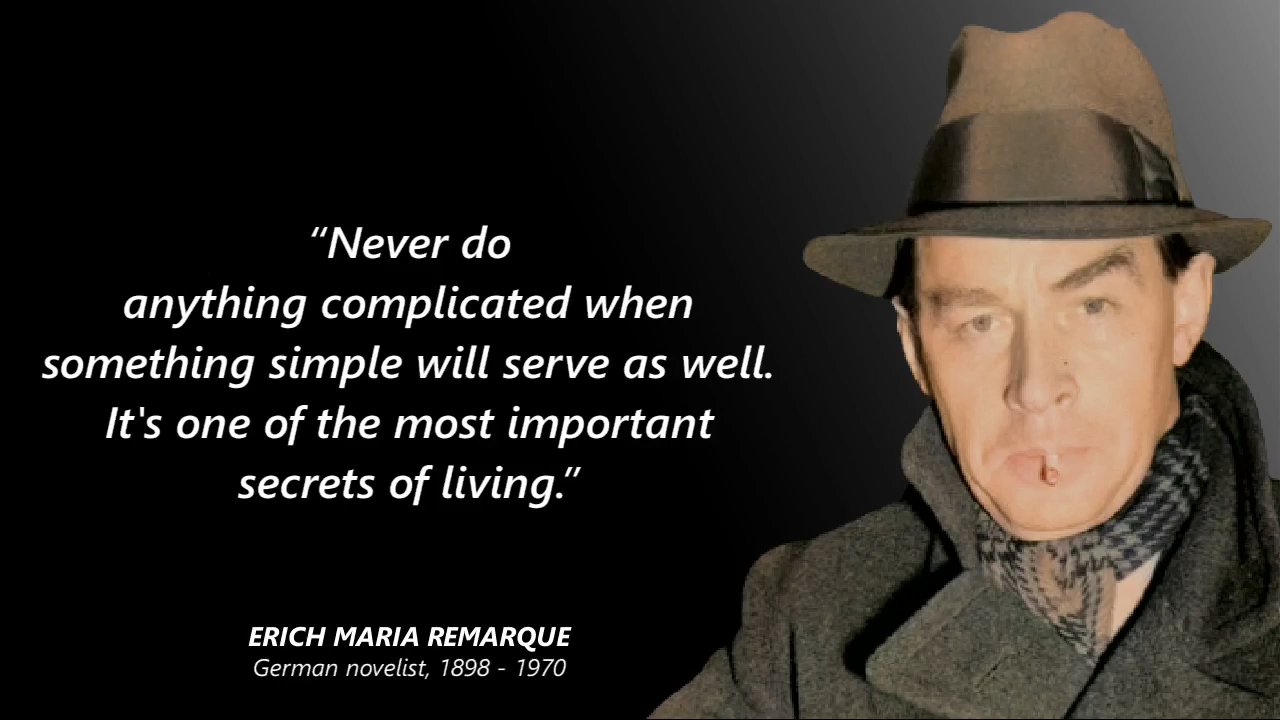 “Never do
anything complicated when
something simple will serve as well.
It's one of the most important
secrets of living.”
ERICH MARIA REMARQUE
German novelist, 1898 - 1970